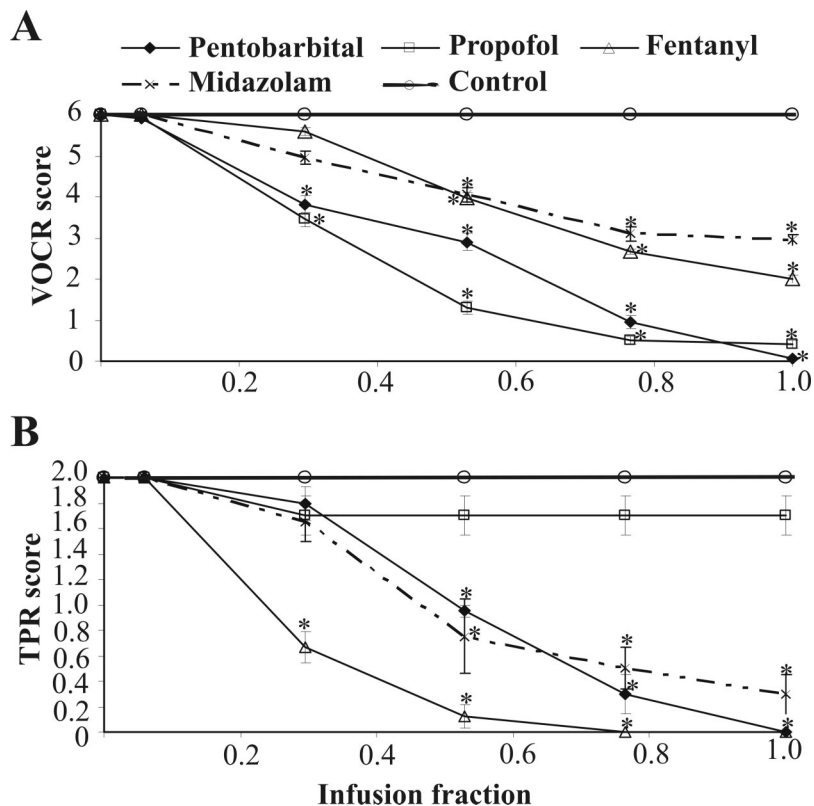 A
Pentobarbital Propofol Fentanyl
Midazolam Control
6
5
4
3
2
1
0
VOCR score
* * * * * * * * * * * * * *
0.2 0.4 0.6 0.8 1.0
B
2.0
1.8
1.6
1.4
1.2
1.0
0.8
0.6
0.4
0.2
0
TPR score
* * * * * * * * * *
0.2 0.4 0.6 0.8 1.0
Infusion fraction